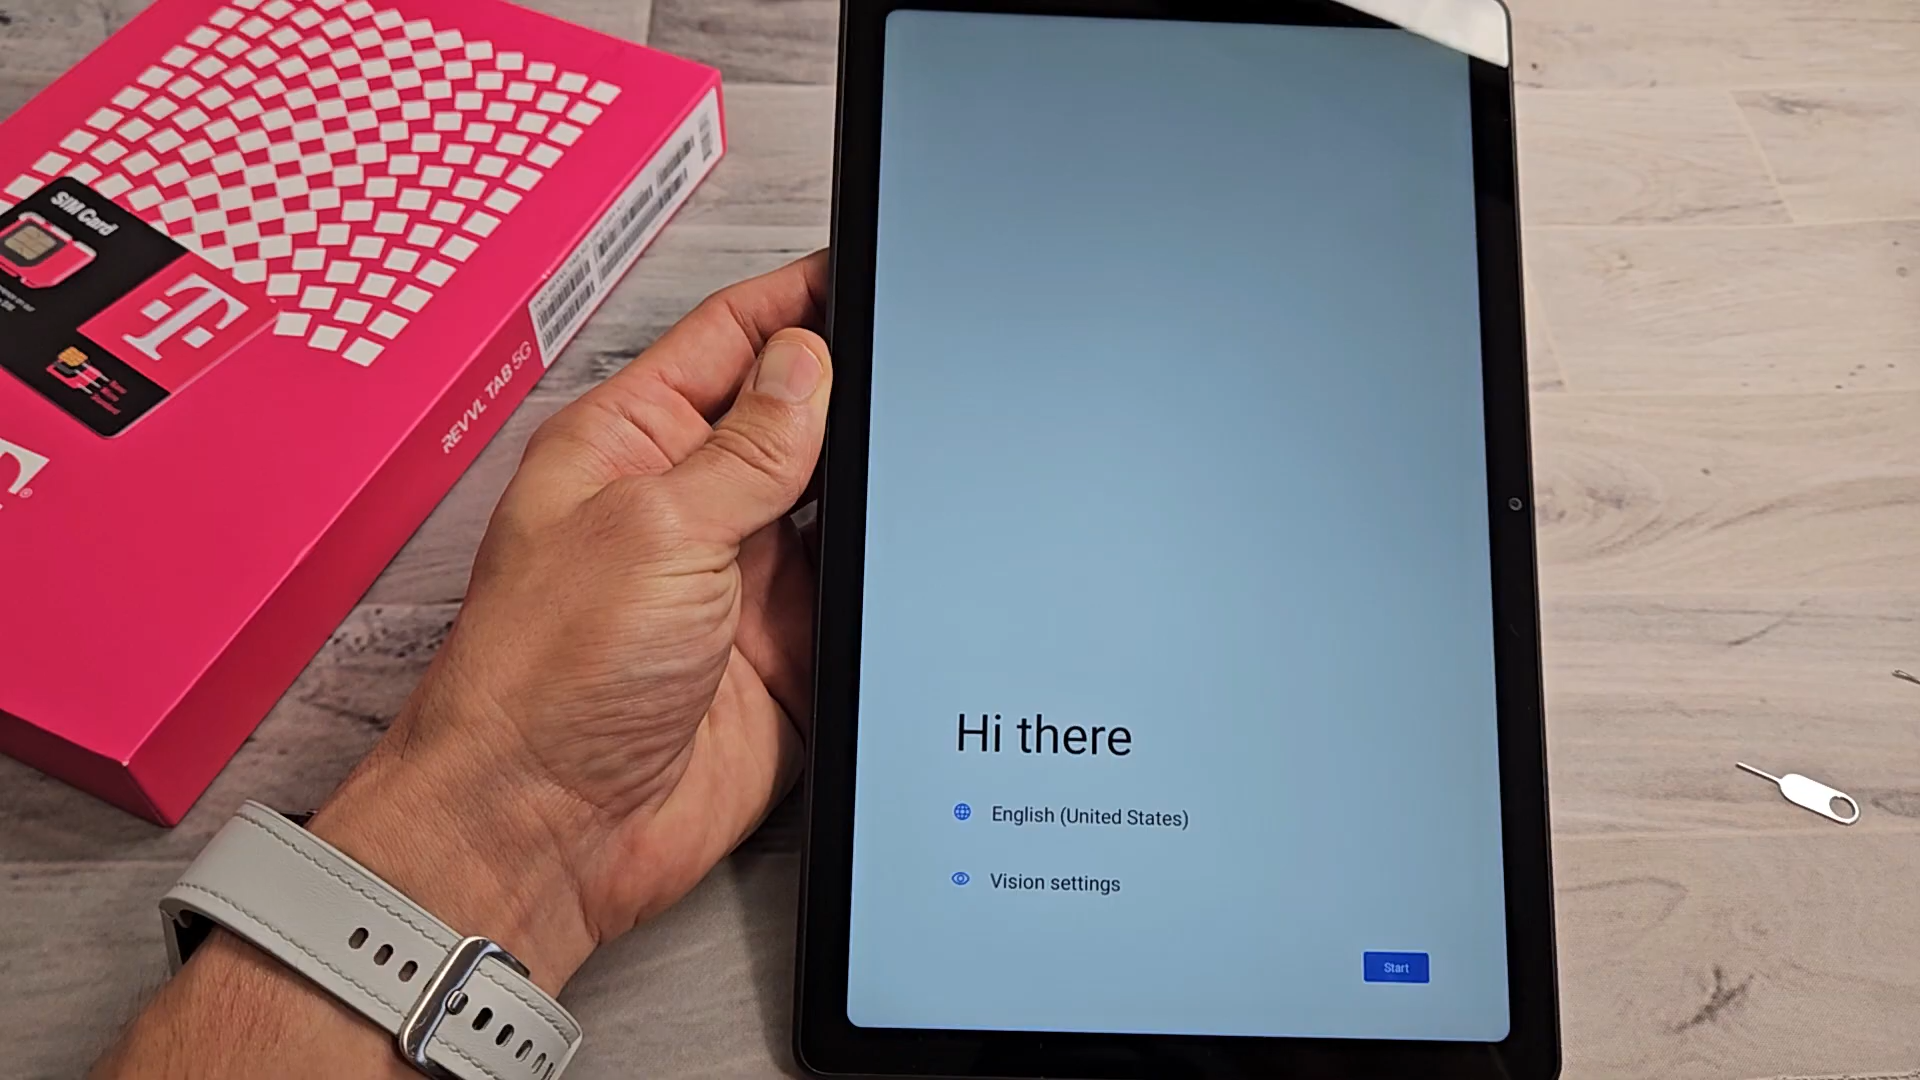 SIM Card
T
REVVL TAB 5G
Hi there
English (United States)
Vision settings
Start